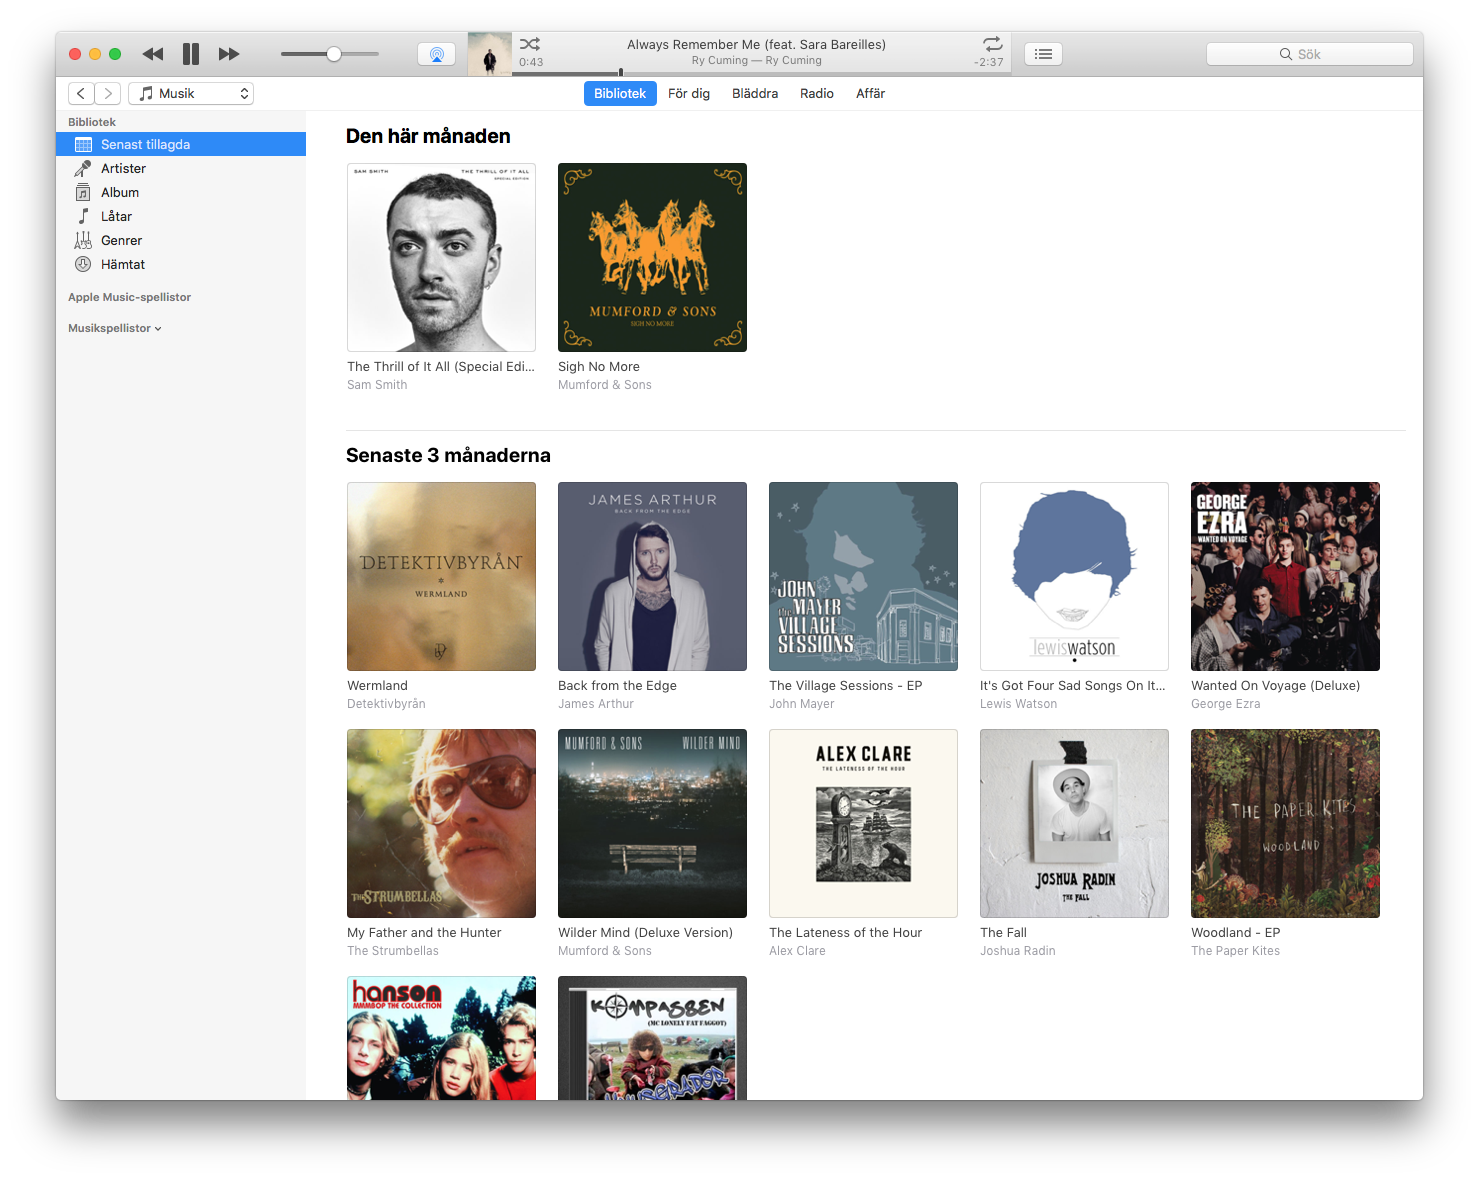 Always Remember Me (feat. Sara Bareilles)
Ry Cuming — Ry Cuming
0:43
-2:37
Sök
Musik
Bibliotek
För dig
Bläddra
Radio
Affär
Bibliotek
Senast tillagda
Artister
Album
Låtar
Genrer
Hämtat
Apple Music-spellistor
Musikspellistor
Den här månaden
SAM SMITH
THE THRILL OF IT ALL
SPECIAL EDITION
MUMFORD & SONS
SIGH NO MORE
The Thrill of It All (Special Edi...
Sam Smith
Sigh No More
Mumford & Sons
Senaste 3 månaderna
DETEKTIVBYRÅN
WERMLAND
JAMES ARTHUR
BACK FROM THE EDGE
JOHN
the MAYER
VILLAGE
SESSIONS
lewiswatson
GEORGE
EZRA
WANTED ON VOYAGE
Wermland
Detektivbyrån
Back from the Edge
James Arthur
The Village Sessions - EP
John Mayer
It's Got Four Sad Songs On It...
Lewis Watson
Wanted On Voyage (Deluxe)
George Ezra
THE STRUMBELLAS
MUMFORD & SONS
WILDER MIND
ALEX CLARE
THE LATENESS OF THE HOUR
JOSHUA RADIN
THE FALL
THE PAPER KITES
WOODLAND
My Father and the Hunter
The Strumbellas
Wilder Mind (Deluxe Version)
Mumford & Sons
The Lateness of the Hour
Alex Clare
The Fall
Joshua Radin
Woodland - EP
The Paper Kites
hanson
MMMBOP THE COLLECTION
KOMPASSEN
(MC LONELY FAT FAGGOT)